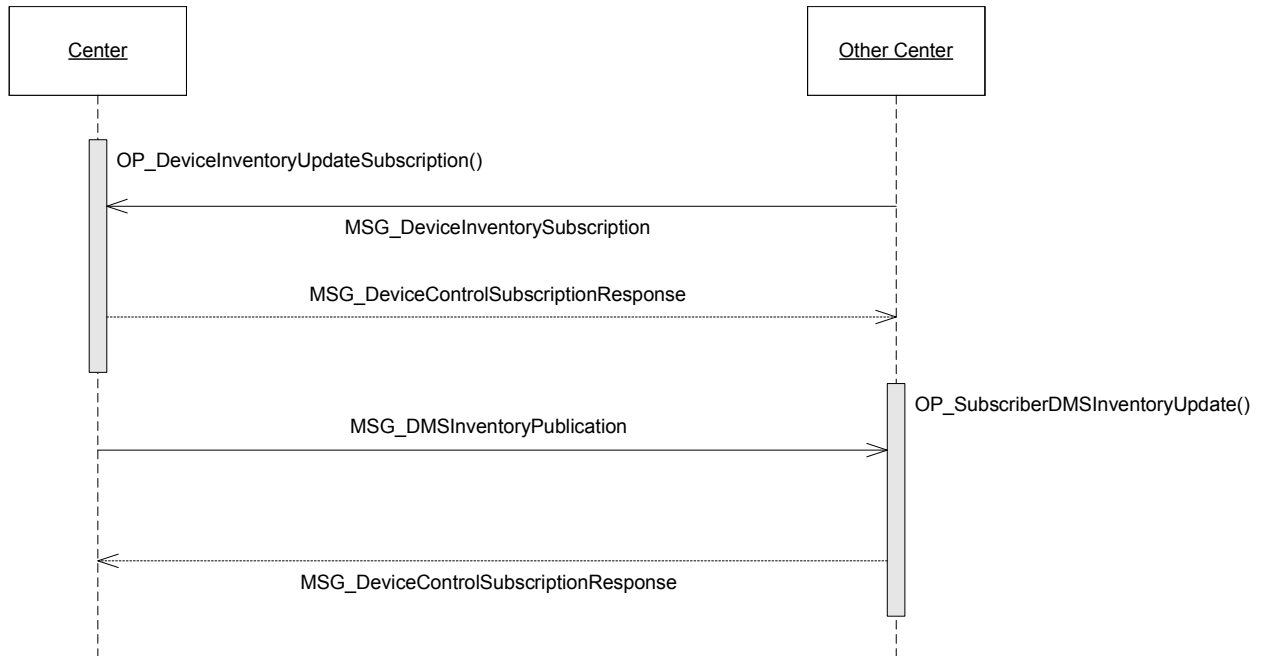 Center
Other Center
OP_DeviceInventoryUpdateSubscription()
MSG_DeviceInventorySubscription
MSG_DeviceControlSubscriptionResponse
OP_SubscriberDMSInventoryUpdate()
MSG_DMSInventoryPublication
MSG_DeviceControlSubscriptionResponse